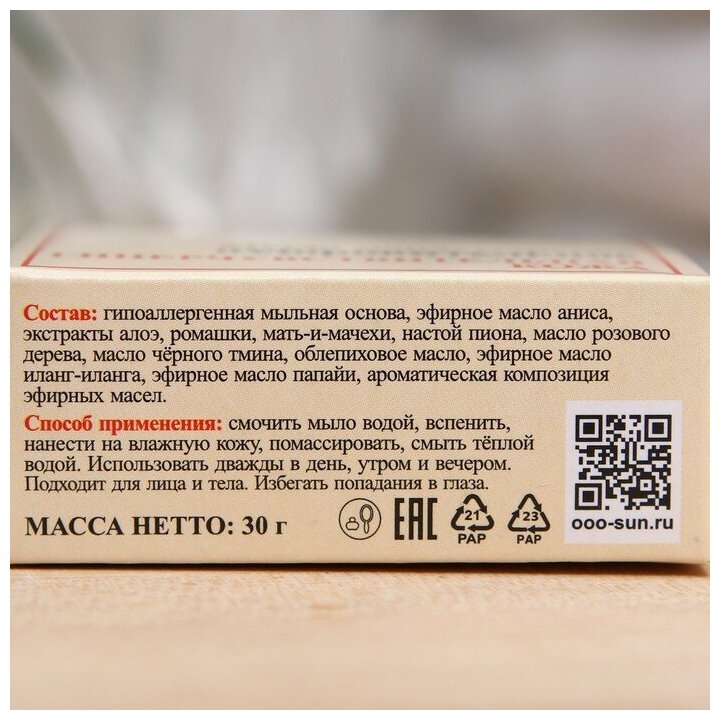 Состав: гипоаллергенная мыльная основа, эфирное масло аниса,
экстракты алоэ, ромашки, мать-и-мачехи, настой пиона, масло розового
дерева, масло чёрного тмина, облепиховое масло, эфирное масло
иланг-иланга, эфирное масло папайи, ароматическая композиция
эфирных масел.
Способ применения: смочить мыло водой, вспенить,
нанести на влажную кожу, помассировать, смыть тёплой
водой. Использовать дважды в день, утром и вечером.
Подходит для лица и тела. Избегать попадания в глаза.
МАССА НЕТТО: 30 г
EAC
21
PAP
23
PAP
ooo-sun.ru